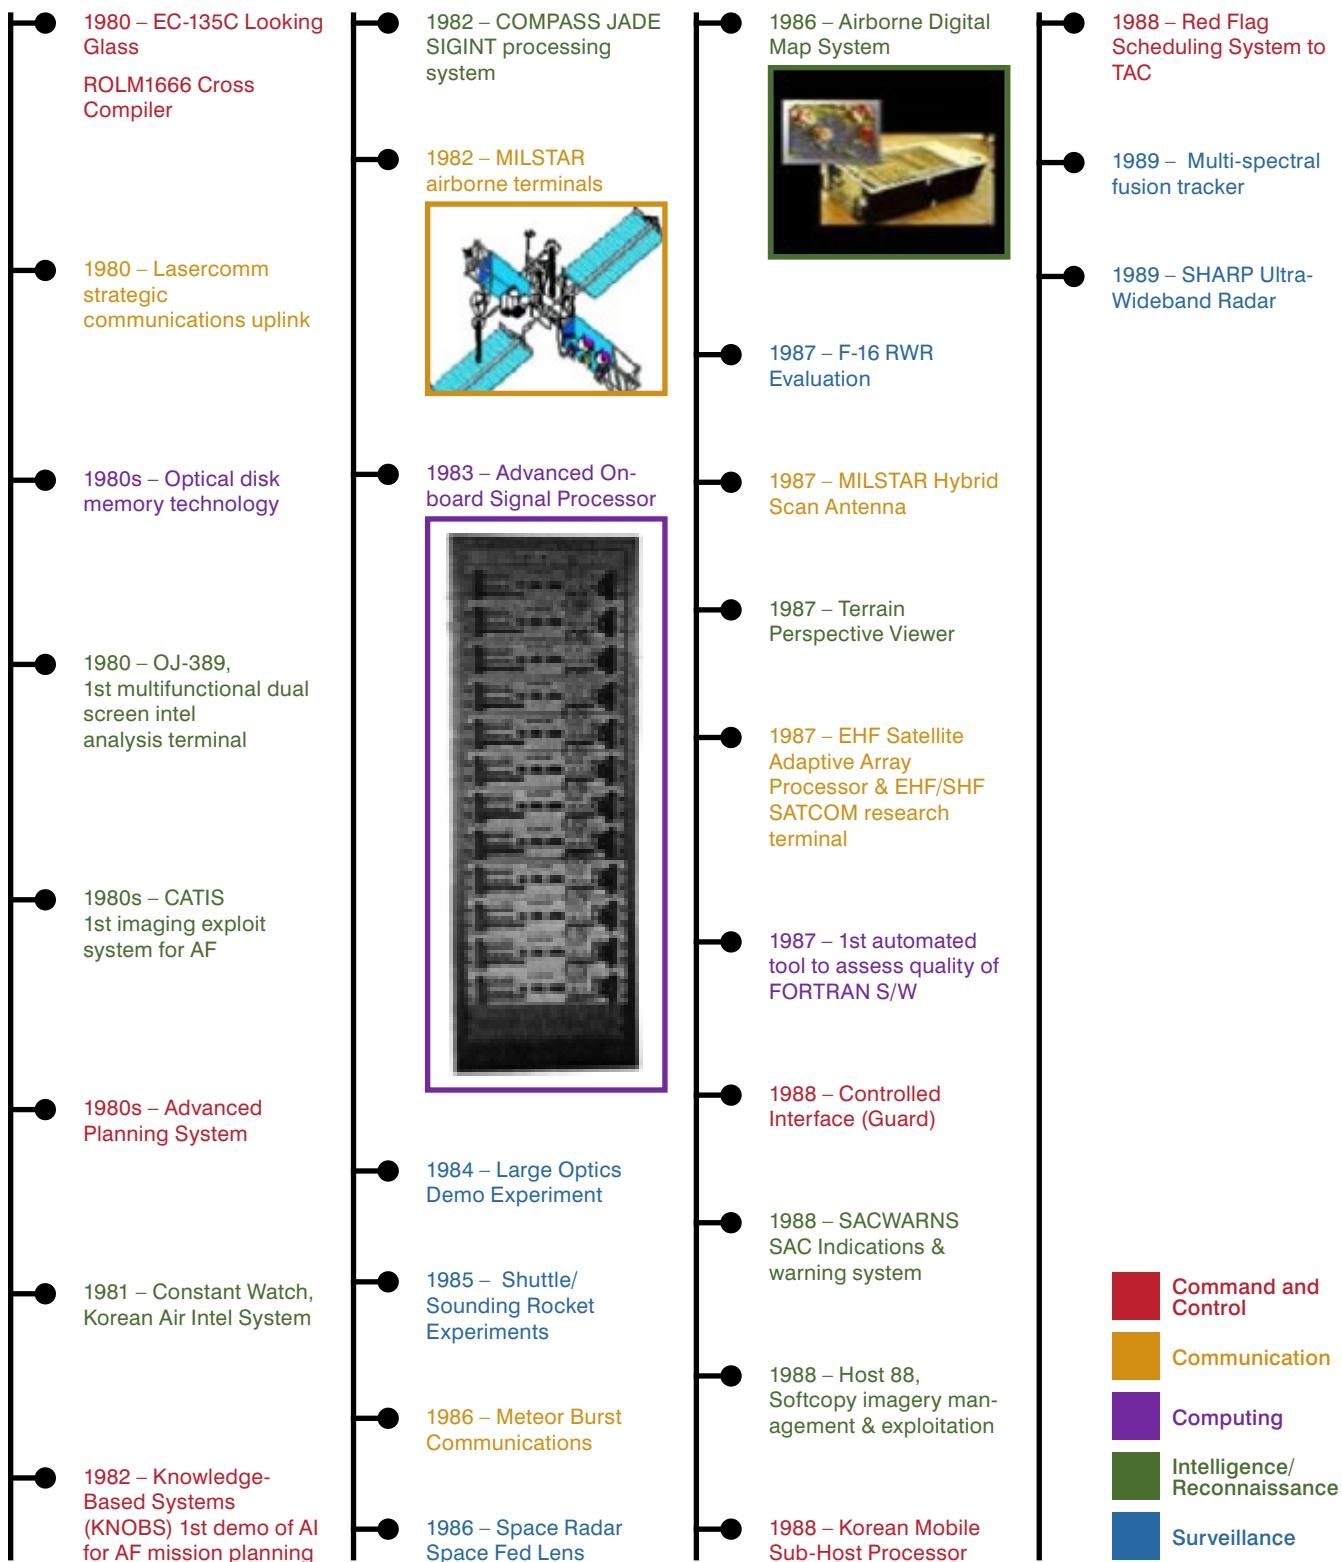 1980 – EC-135C Looking
Glass
ROLM1666 Cross
Compiler
1980 – Lasercomm
strategic
communications uplink
1980s – Optical disk
memory technology
1980 – OJ-389,
1st multifunctional dual
screen intel
analysis terminal
1980s – CATIS
1st imaging exploit
system for AF
1980s – Advanced
Planning System
1981 – Constant Watch,
Korean Air Intel System
1982 – Knowledge-
Based Systems
(KNOBS) 1st demo of AI
for AF mission planning
1982 – COMPASS JADE
SIGINT processing
system
1982 – MILSTAR
airborne terminals
1983 – Advanced On-
board Signal Processor
1984 – Large Optics
Demo Experiment
1985 – Shuttle/
Sounding Rocket
Experiments
1986 – Meteor Burst
Communications
1986 – Space Radar
Space Fed Lens
1986 – Airborne Digital
Map System
1987 – F-16 RWR
Evaluation
1987 – MILSTAR Hybrid
Scan Antenna
1987 – Terrain
Perspective Viewer
1987 – EHF Satellite
Adaptive Array
Processor & EHF/SHF
SATCOM research
terminal
1987 – 1st automated
tool to assess quality of
FORTRAN S/W
1988 – Controlled
Interface (Guard)
1988 – SACWARNS
SAC Indications &
warning system
1988 – Host 88,
Softcopy imagery man-
agement & exploitation
1988 – Korean Mobile
Sub-Host Processor
1988 – Red Flag
Scheduling System to
TAC
1989 – Multi-spectral
fusion tracker
1989 – SHARP Ultra-
Wideband Radar
Command and
Control
Communication
Computing
Intelligence/
Reconnaissance
Surveillance